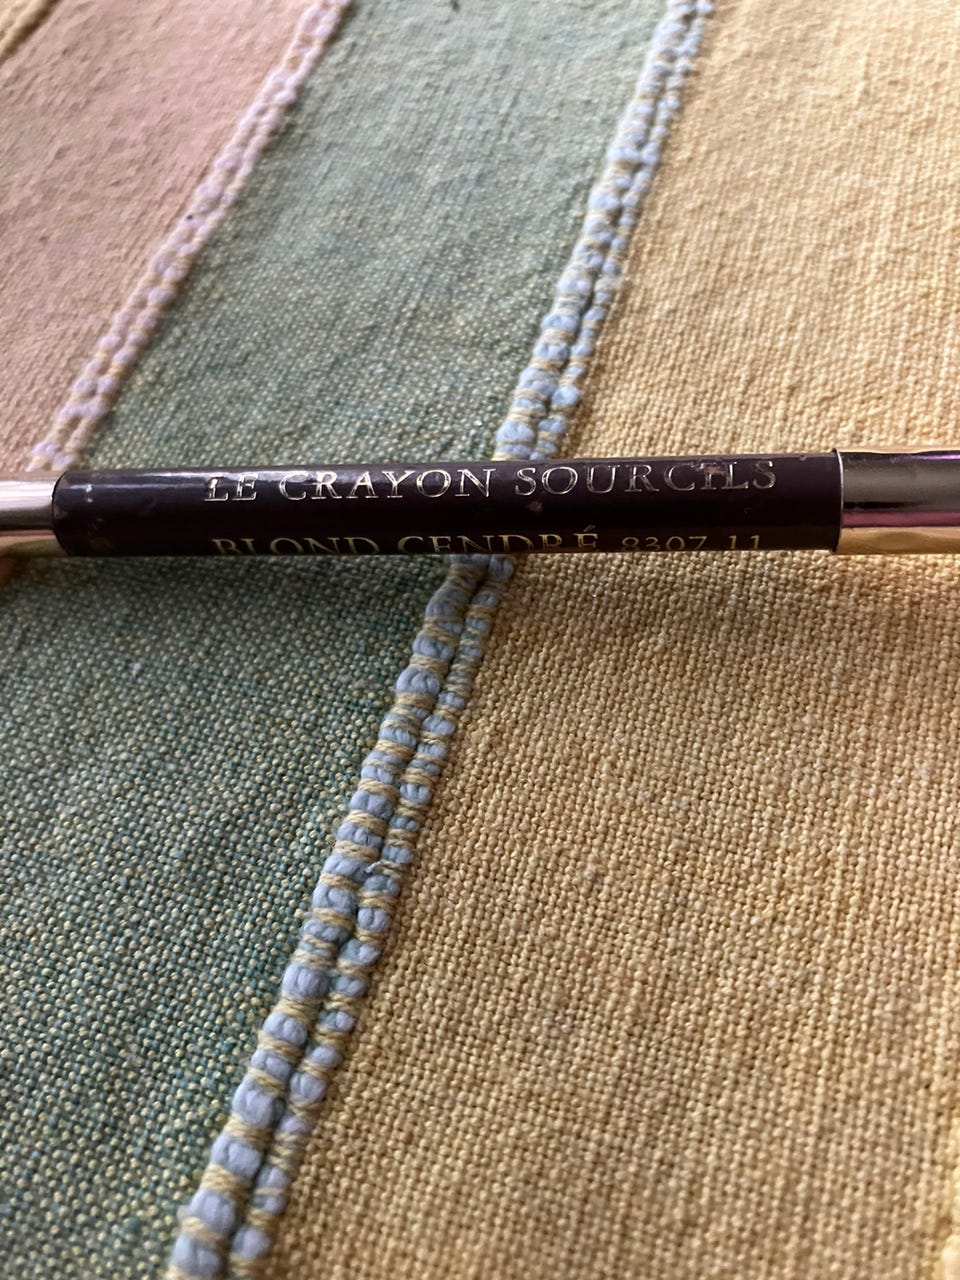 LE CRAYON SOURCILS
BLOND CENDRÉ 8307 11